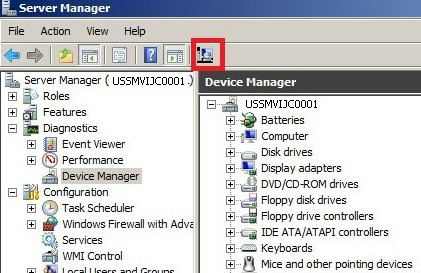 Server Manager
File Action View Help
Server Manager ( USSMVIJC0001 .)
Roles
Features
Diagnostics
Event Viewer
Performance
Device Manager
Configuration
Task Scheduler
Windows Firewall with Adva
Services
WMI Control
Local Users and Groups
Device Manager
USSMVIJC0001
Batteries
Computer
Disk drives
Display adapters
DVD/CD-ROM drives
Floppy disk drives
Floppy drive controllers
IDE ATA/ATAPI controllers
Keyboards
Mice and other pointing devices